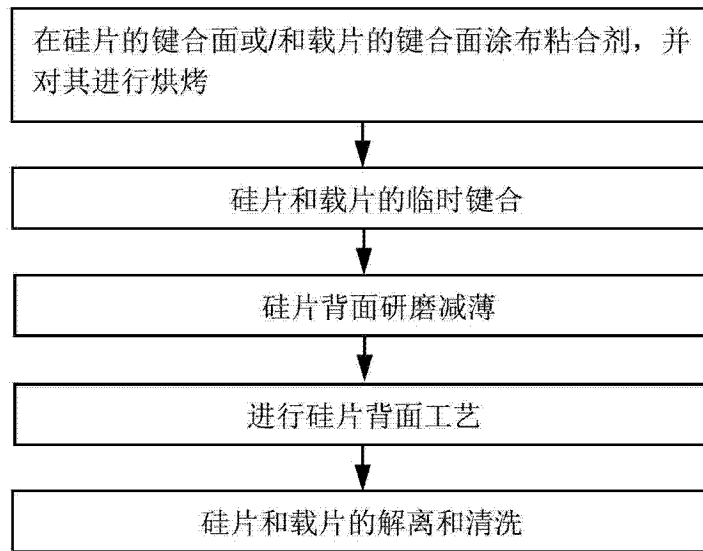 在硅片的键合面或/和载片的键合面涂布粘合剂，并
对其进行烘烤
硅片和载片的临时键合
硅片背面研磨减薄
进行硅片背面工艺
硅片和载片的解离和清洗